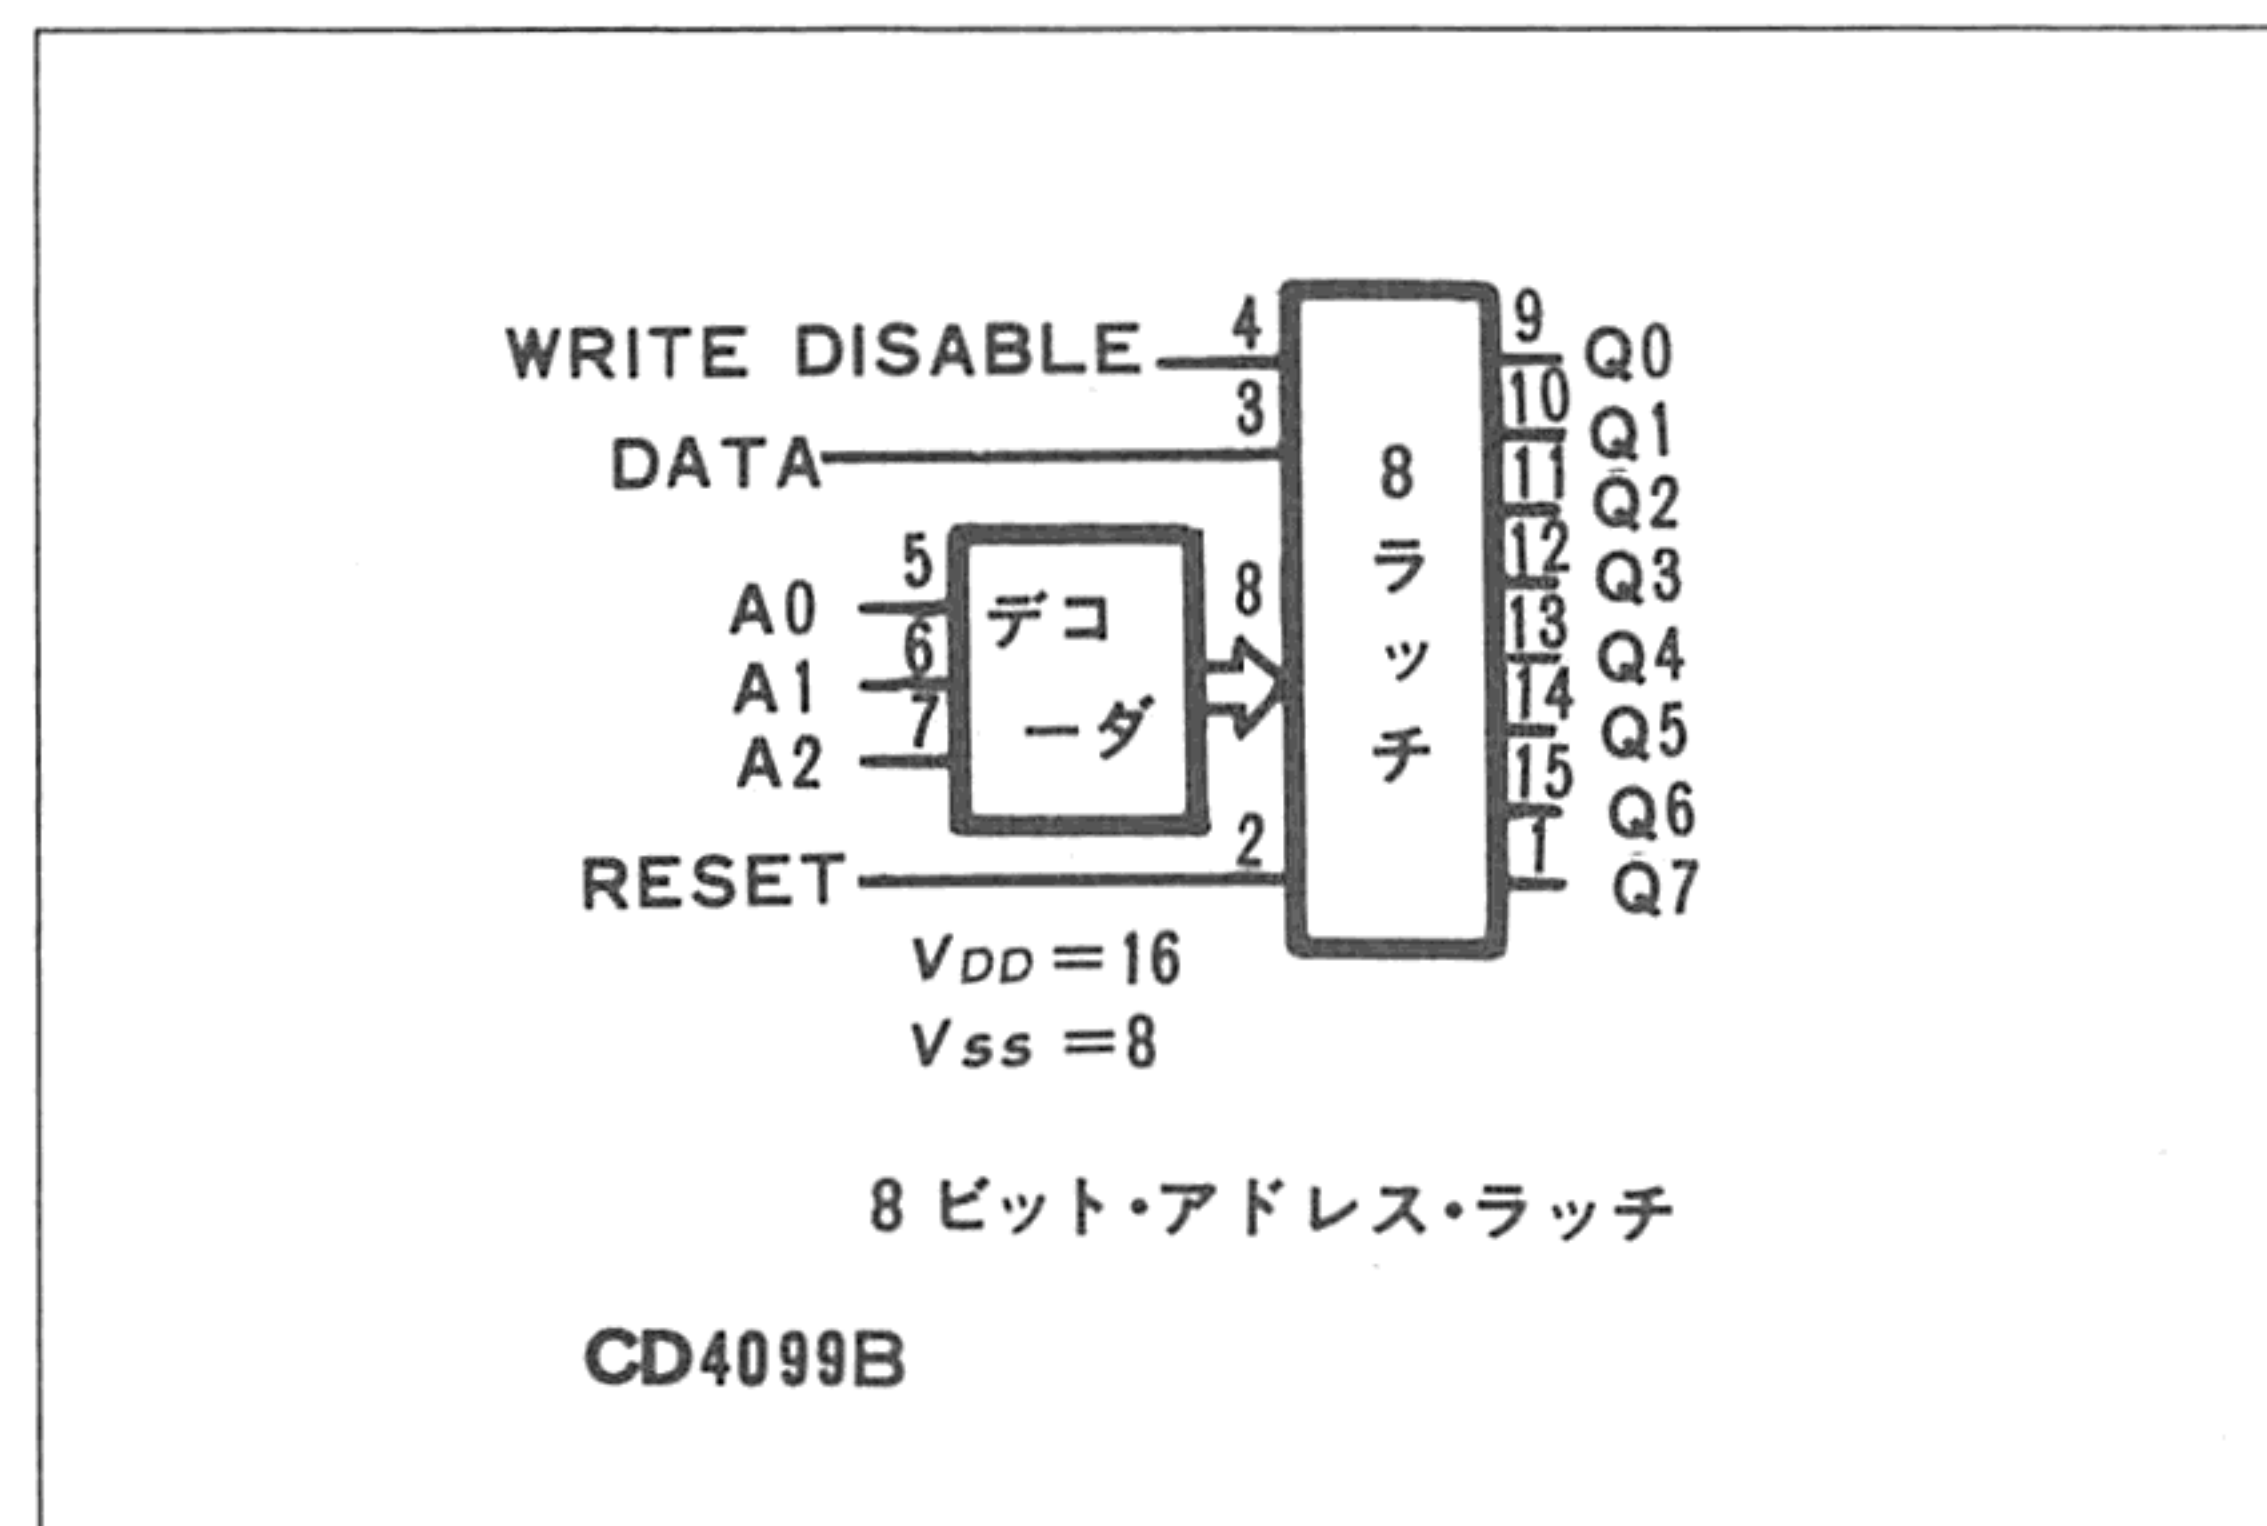 WRITE DISABLE 4 9 Q0
DATA 3 10 Q1
11 Q2
12 Q3
13 Q4
14 Q5
15 Q6
1 Q7
8ラッチ
A0 5
A1 6
A2 7
デコ
ーダ
8
RESET 2
VDD=16
VSS=8
8ビット・アドレス・ラッチ
CD4099B